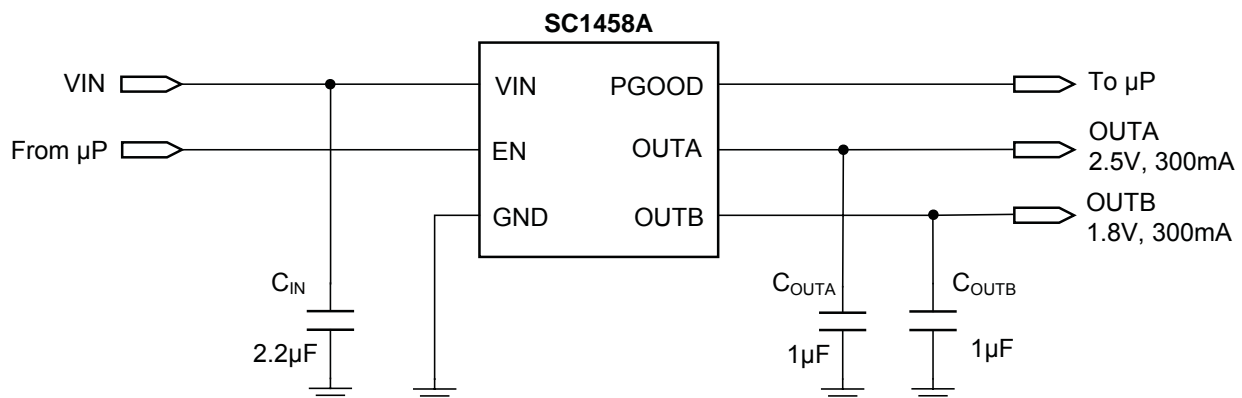 SC1458A
VIN
VIN
PGOOD
To µP
From µP
EN
OUTA
OUTA
2.5V, 300mA
GND
OUTB
OUTB
1.8V, 300mA
CIN
2.2µF
COUTA
1µF
COUTB
1µF